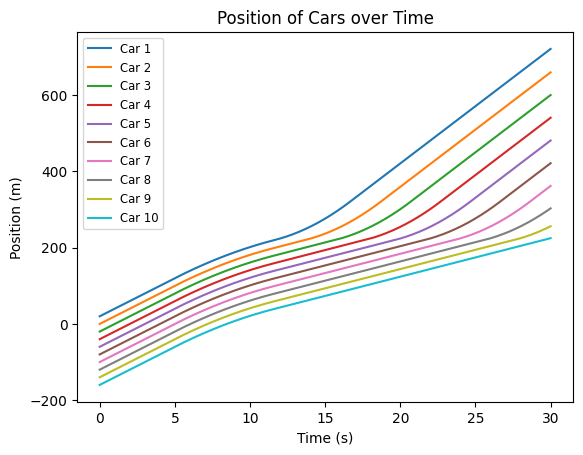 Position of Cars over Time
Car 1
Car 2
Car 3
Car 4
Car 5
Car 6
Car 7
Car 8
Car 9
Car 10
Position (m)
600
400
200
0
−200
0 5 10 15 20 25 30
Time (s)